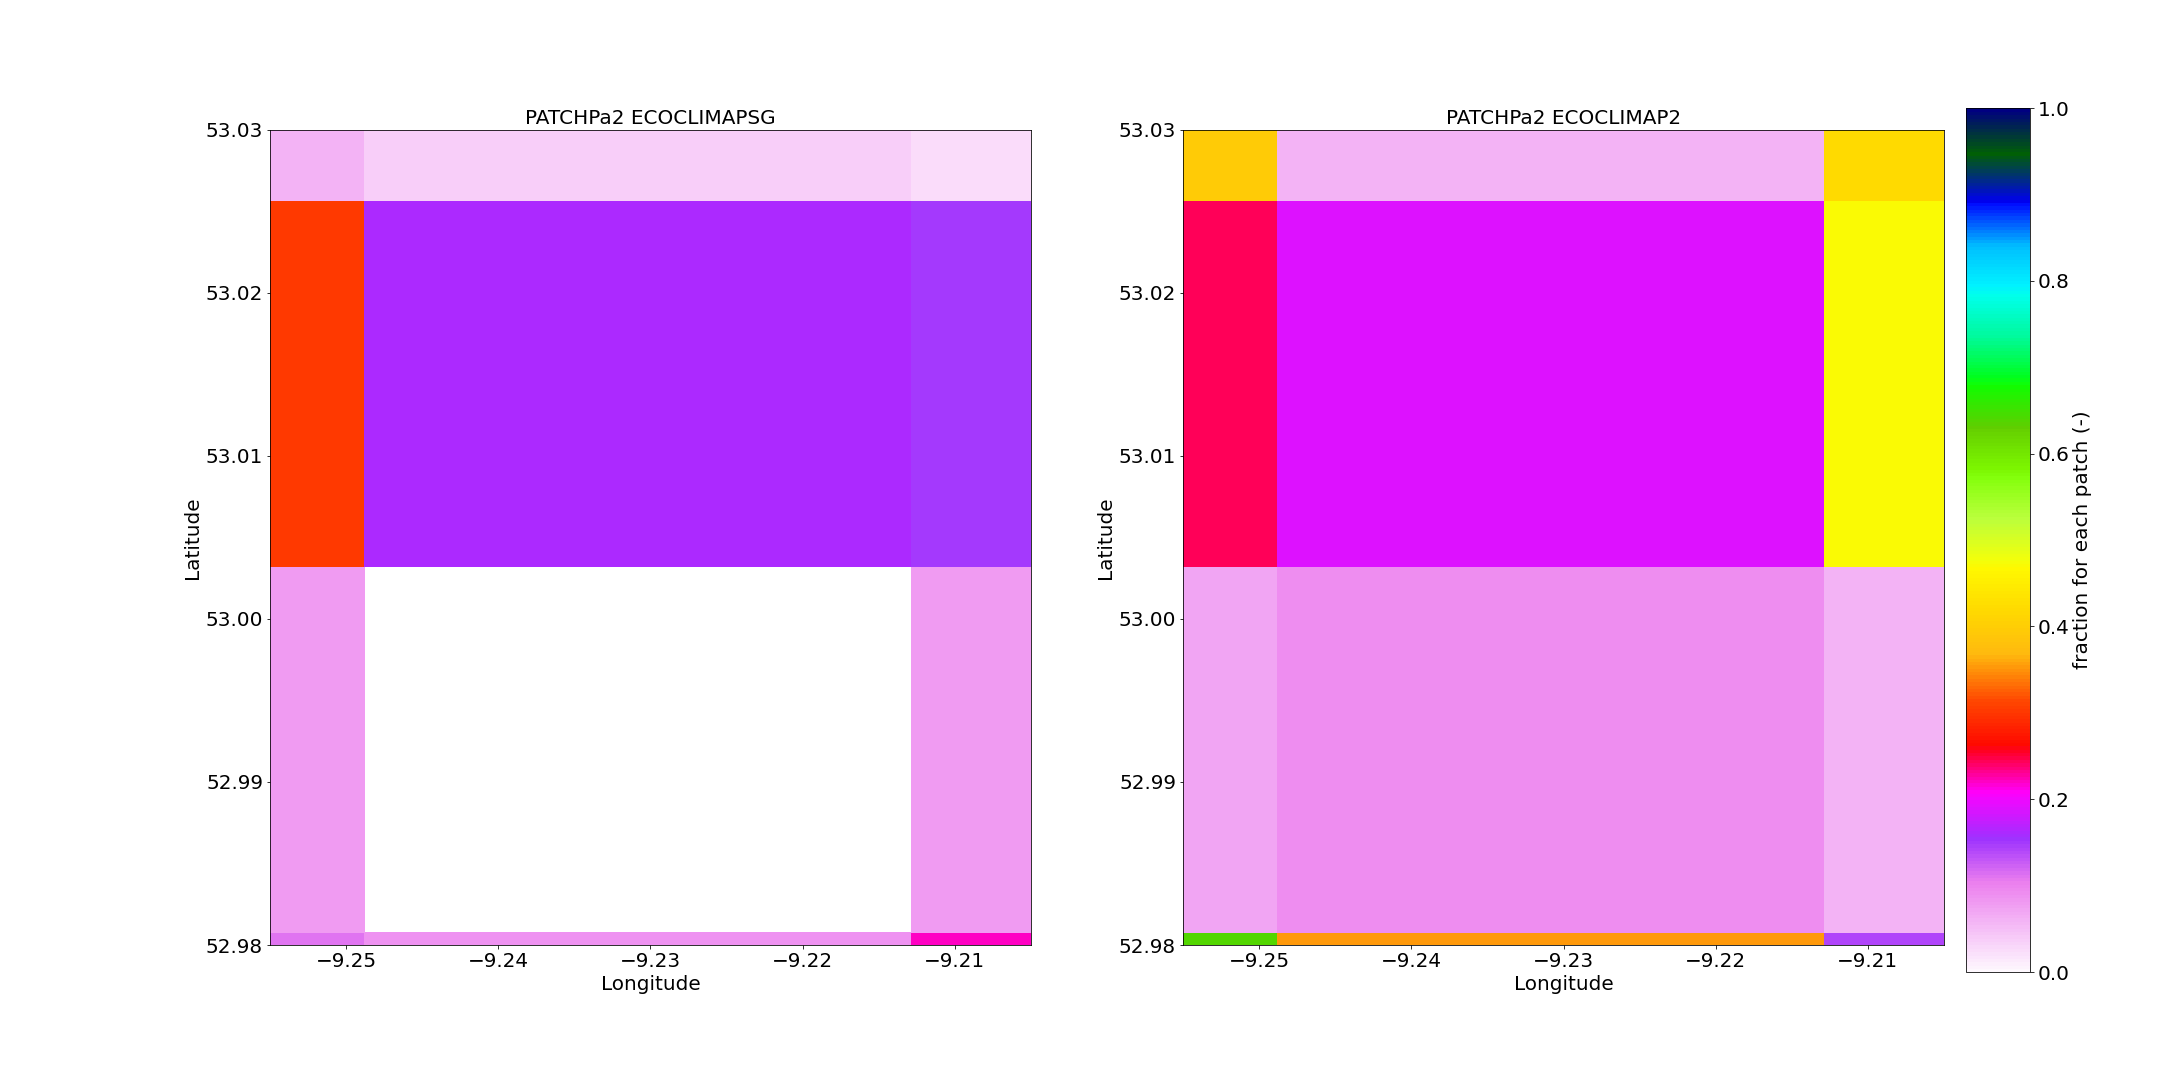 PATCHPa2 ECOCLIMAPSG
53.03
53.02
53.01
53.00
52.99
52.98
Latitude
−9.25 −9.24 −9.23 −9.22 −9.21
Longitude
PATCHPa2 ECOCLIMAP2
53.03
53.02
53.01
53.00
52.99
52.98
Latitude
−9.25 −9.24 −9.23 −9.22 −9.21
Longitude
1.0
0.8
0.6
0.4
0.2
0.0
fraction for each patch (-)